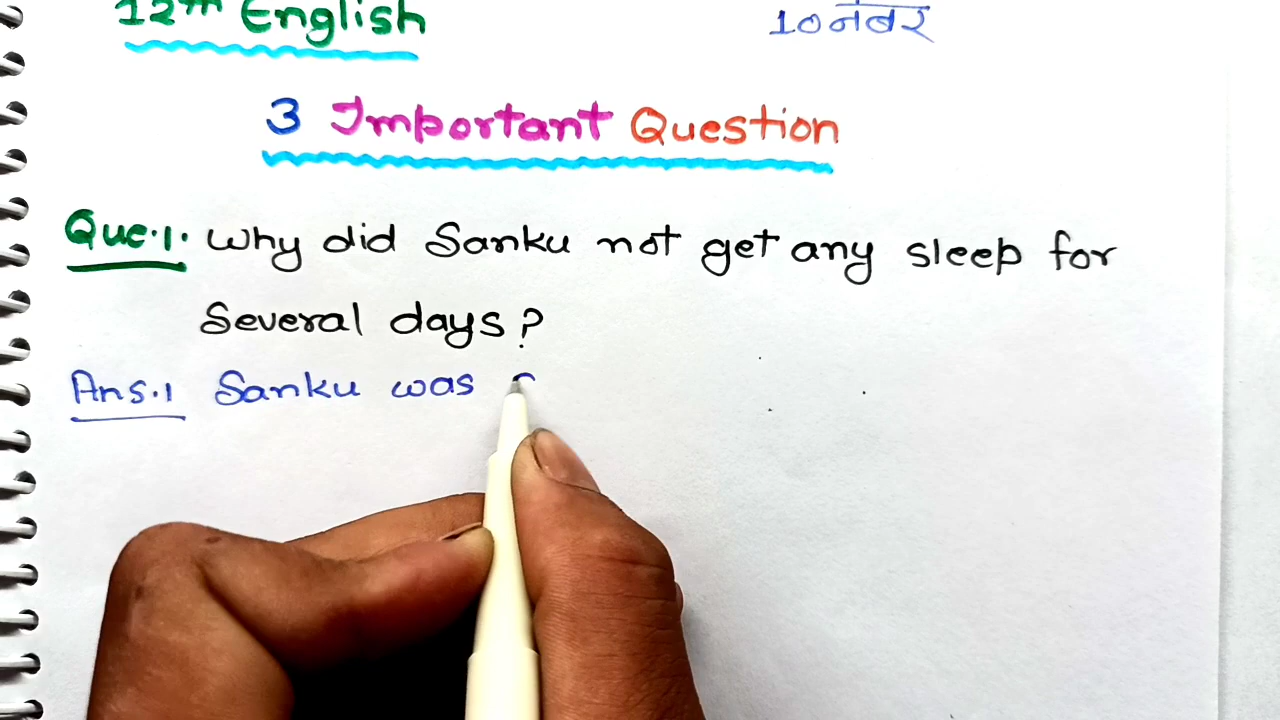 12th English
10 नंबर
3 Important Question
Que.1. Why did Sanku not get any sleep for
Several days?
Ans.1 Sanku was